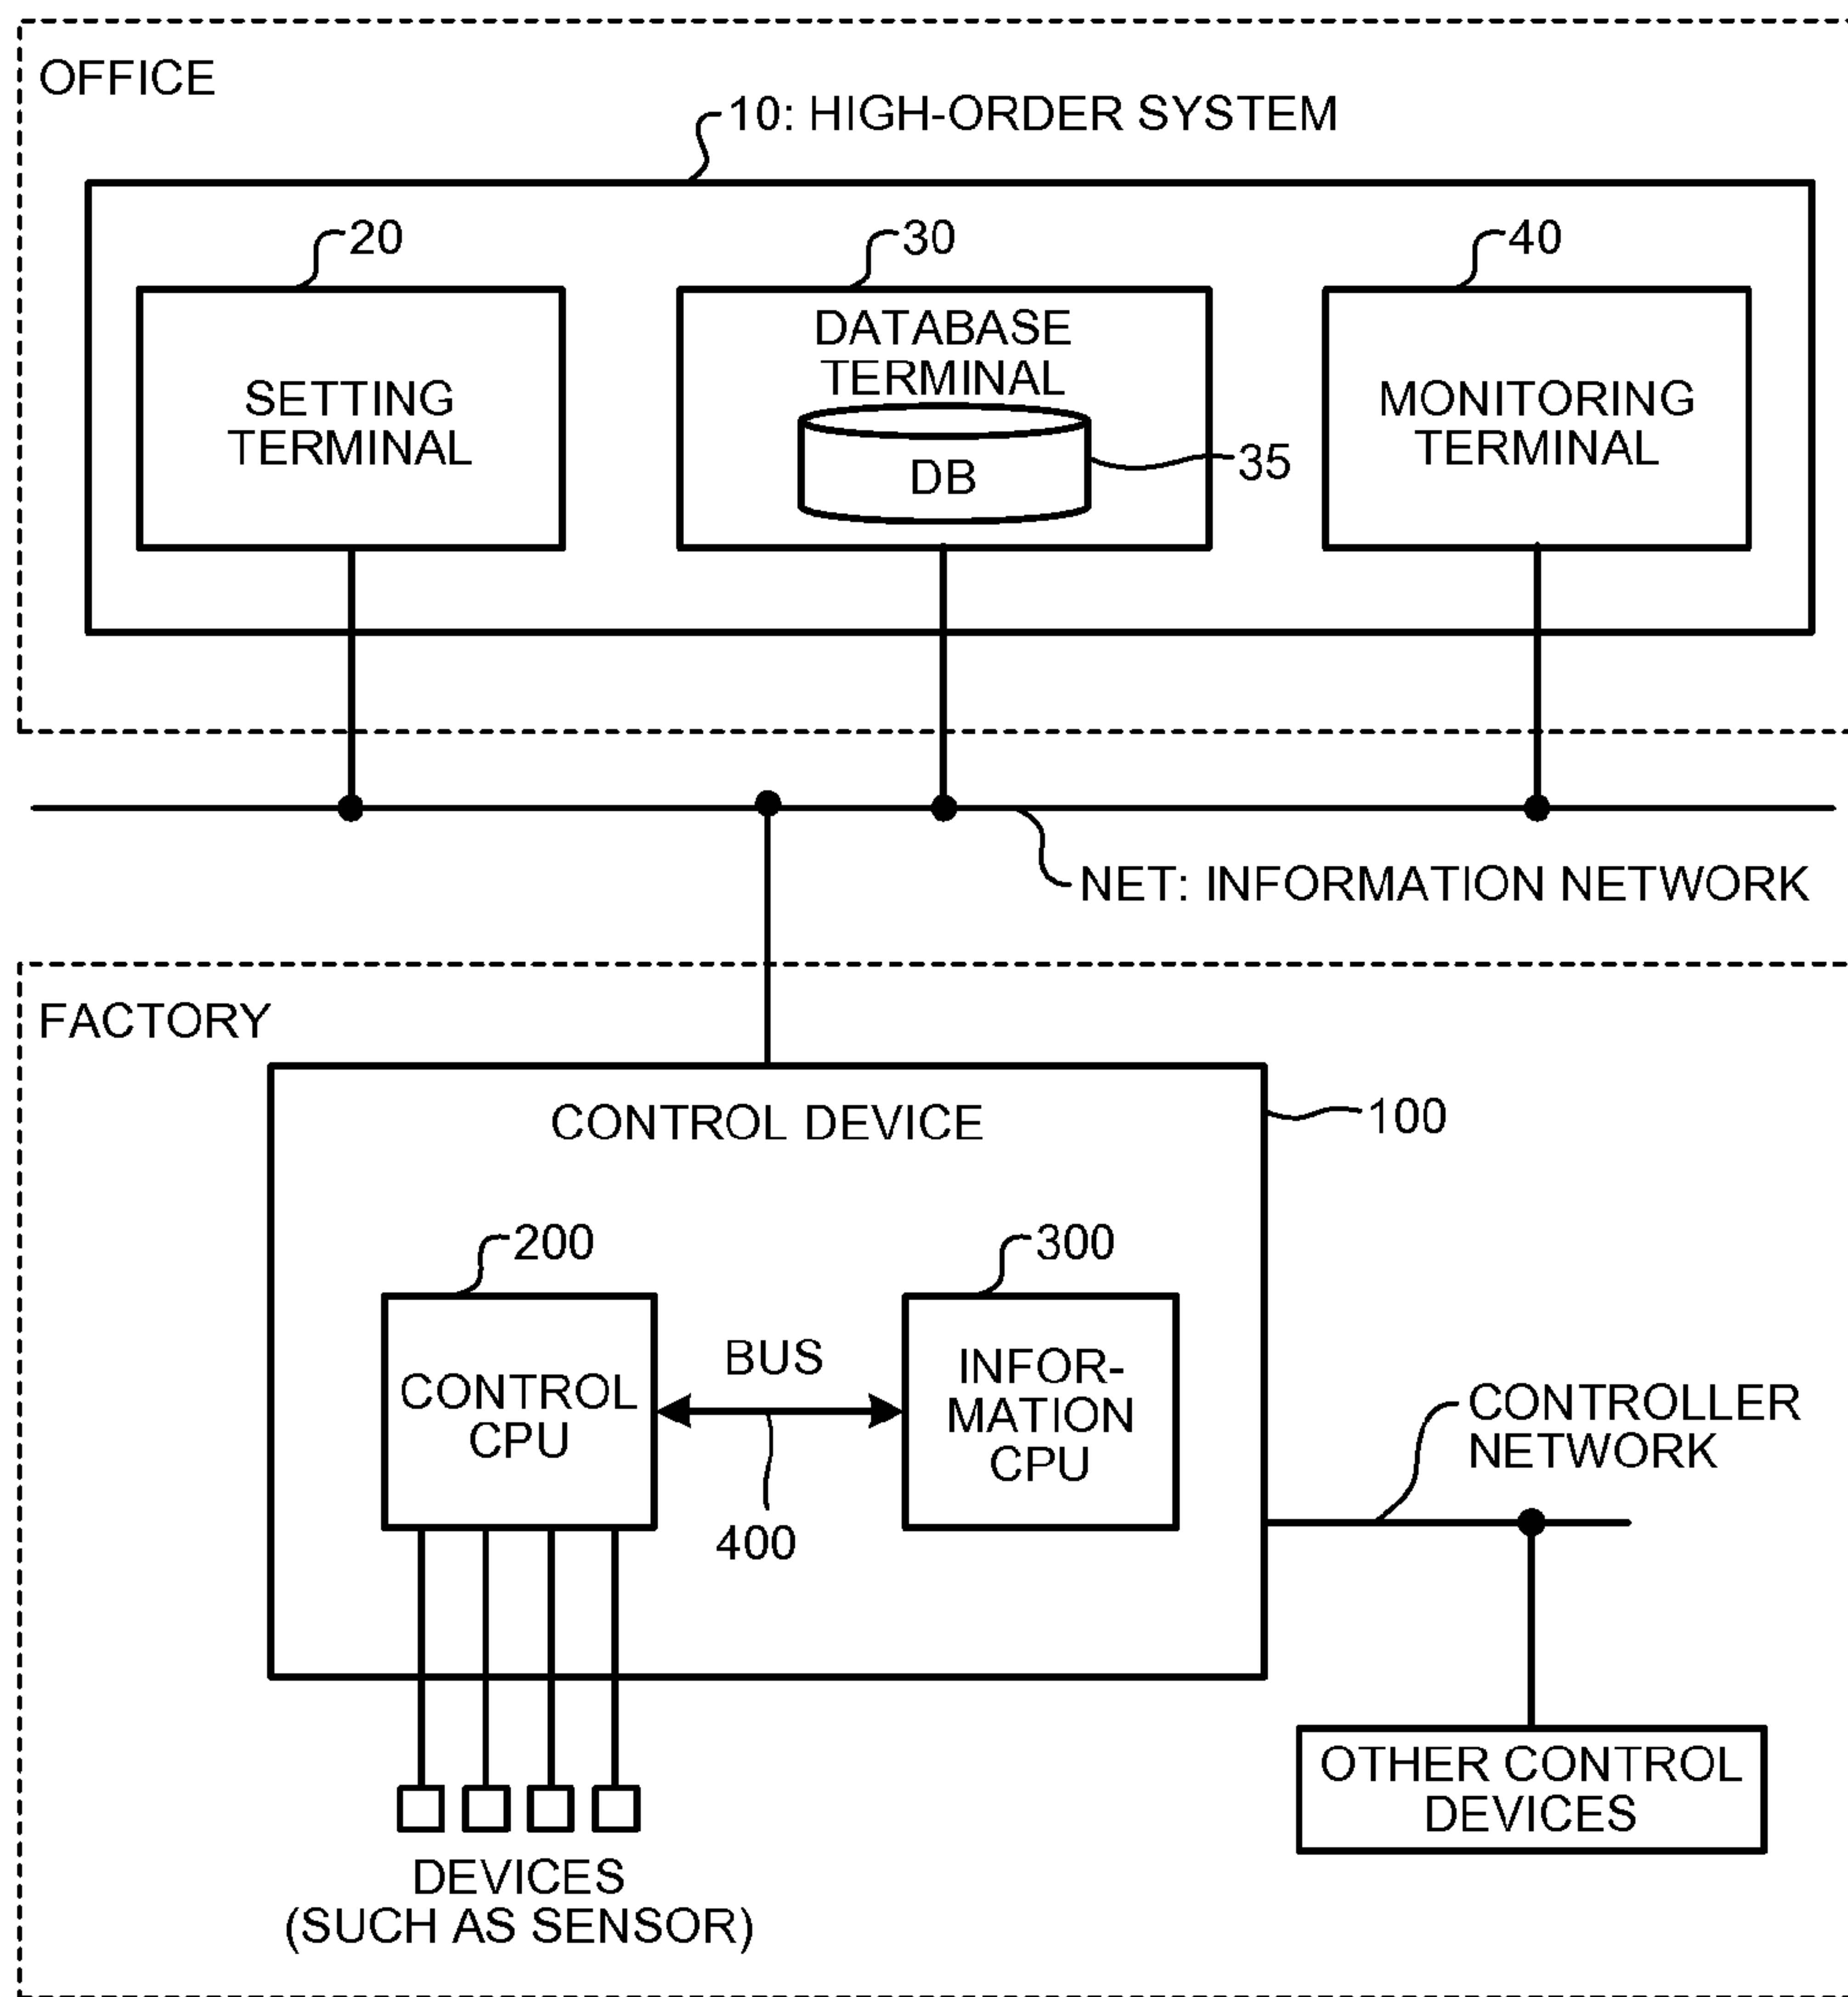 OFFICE
10: HIGH-ORDER SYSTEM
20
30
40
SETTING
TERMINAL
DATABASE
TERMINAL
DB
35
MONITORING
TERMINAL
NET: INFORMATION NETWORK
FACTORY
CONTROL DEVICE
100
200
300
CONTROL
CPU
BUS
400
INFOR-
MATION
CPU
CONTROLLER
NETWORK
OTHER CONTROL
DEVICES
DEVICES
(SUCH AS SENSOR)